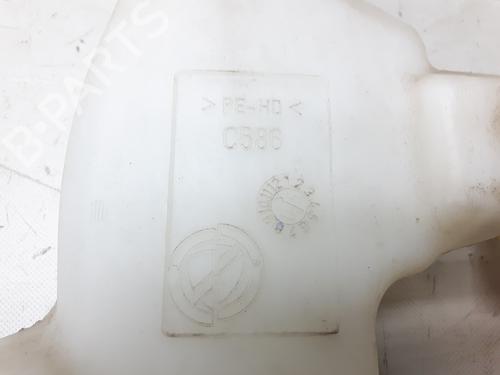 B-PARTS
> PE-HD <
C586